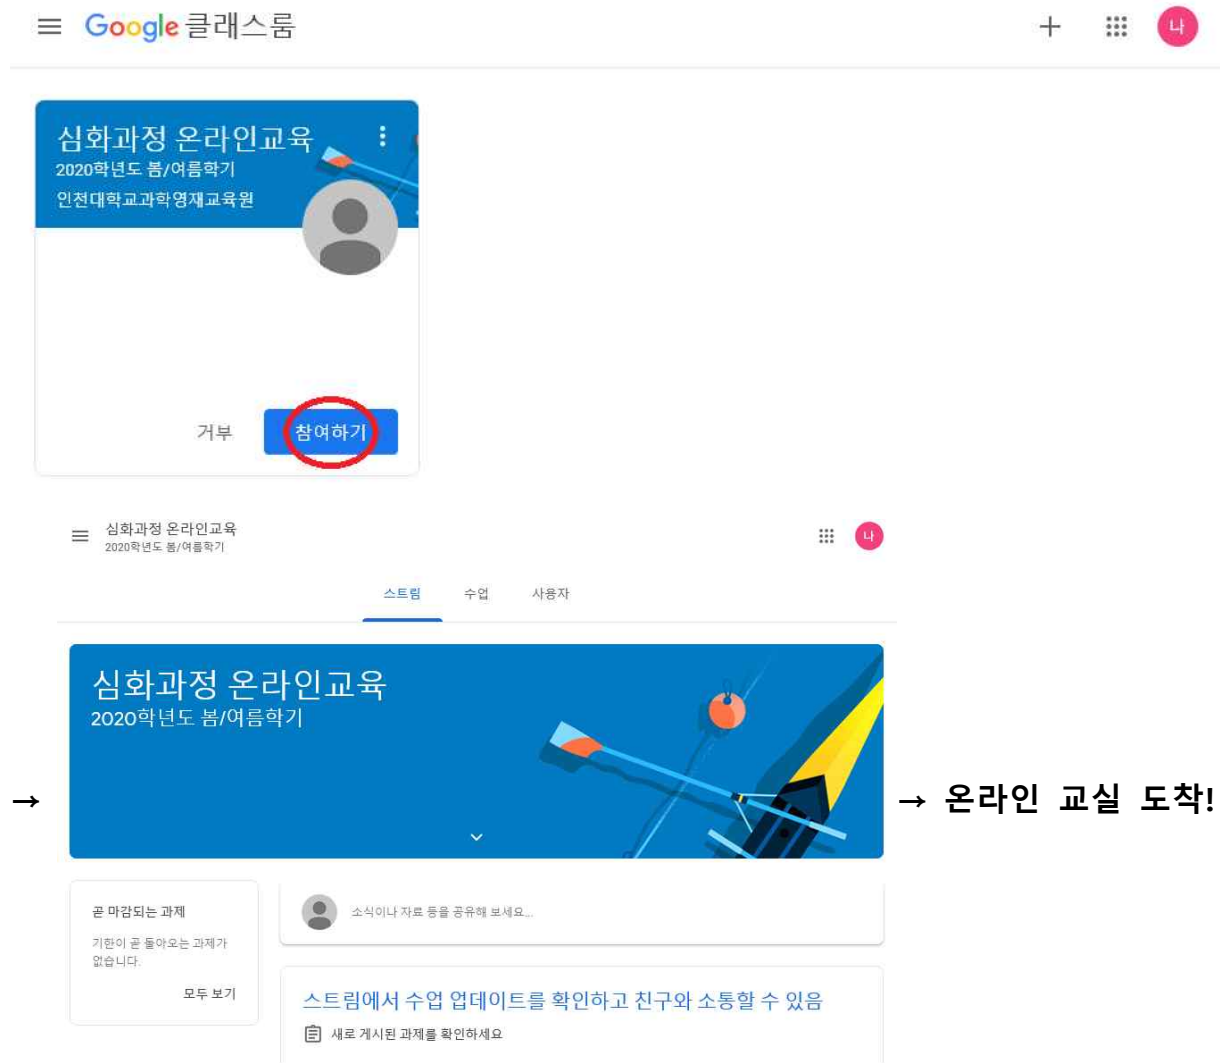 Google 클래스룸
나
심화과정 온라인교육
2020학년도 봄/여름학기
인천대학교과학영재교육원
거부
참여하기
심화과정 온라인교육
2020학년도 봄/여름학기
나
스트림
수업
사용자
심화과정 온라인교육
2020학년도 봄/여름학기
→
→ 온라인 교실 도착!
곧 마감되는 과제
기한이 곧 돌아오는 과제가
없습니다.
모두 보기
소식이나 자료 등을 공유해 보세요...
스트림에서 수업 업데이트를 확인하고 친구와 소통할 수 있음
새로 게시된 과제를 확인하세요